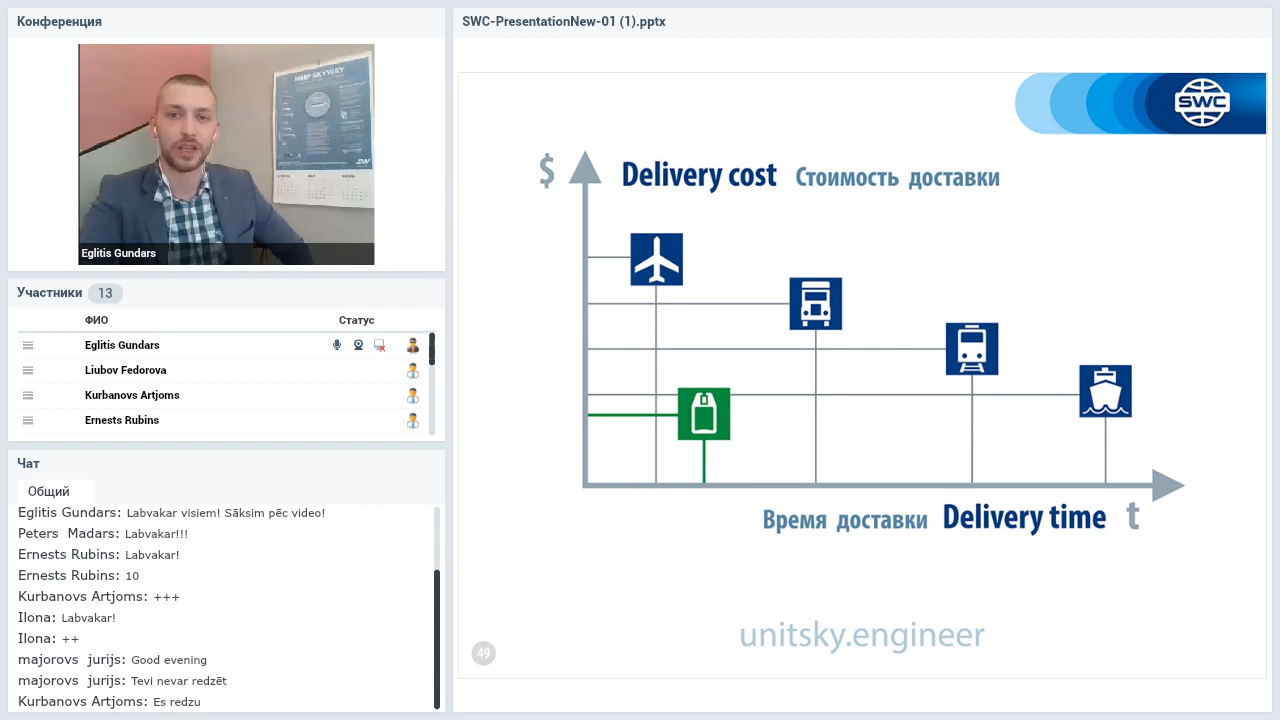 Конференция
МИР SKYWAY
SW
Eglitis Gundars
Участники 13
ФИО Статус
Eglitis Gundars
Liubov Fedorova
Kurbanovs Artjoms
Ernests Rubins
Чат
Общий
Eglitis Gundars: Labvakar visiem! Sāksim pēc video!
Peters Madars: Labvakar!!!
Ernests Rubins: Labvakar!
Ernests Rubins: 10
Kurbanovs Artjoms: +++
Ilona: Labvakar!
Ilona: ++
majorovs jurijs: Good evening
majorovs jurijs: Tevi nevar redzēt
Kurbanovs Artjoms: Es redzu
SWC-PresentationNew-01 (1).pptx
SWC
$ Delivery cost Стоимость доставки
Время доставки Delivery time t
unitsky.engineer
49